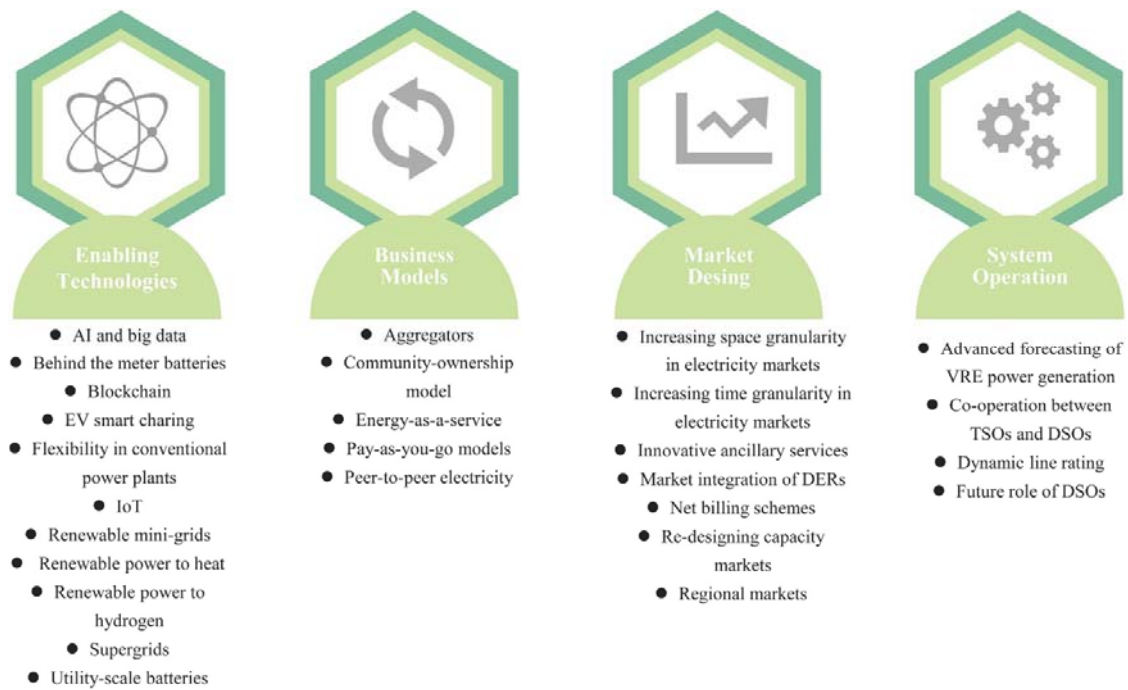 Enabling
Technologies
● AI and big data
● Behind the meter batteries
● Blockchain
● EV smart charing
● Flexibility in conventional
power plants
● IoT
● Renewable mini-grids
● Renewable power to heat
● Renewable power to
hydrogen
● Supergrids
● Utility-scale batteries
Business
Models
● Aggregators
● Community-ownership
model
● Energy-as-a-service
● Pay-as-you-go models
● Peer-to-peer electricity
Market
Desing
● Increasing space granularity
in electricity markets
● Increasing time granularity in
electricity markets
● Innovative ancillary services
● Market integration of DERs
● Net billing schemes
● Re-designing capacity
markets
● Regional markets
System
Operation
● Advanced forecasting of
VRE power generation
● Co-operation between
TSOs and DSOs
● Dynamic line rating
● Future role of DSOs